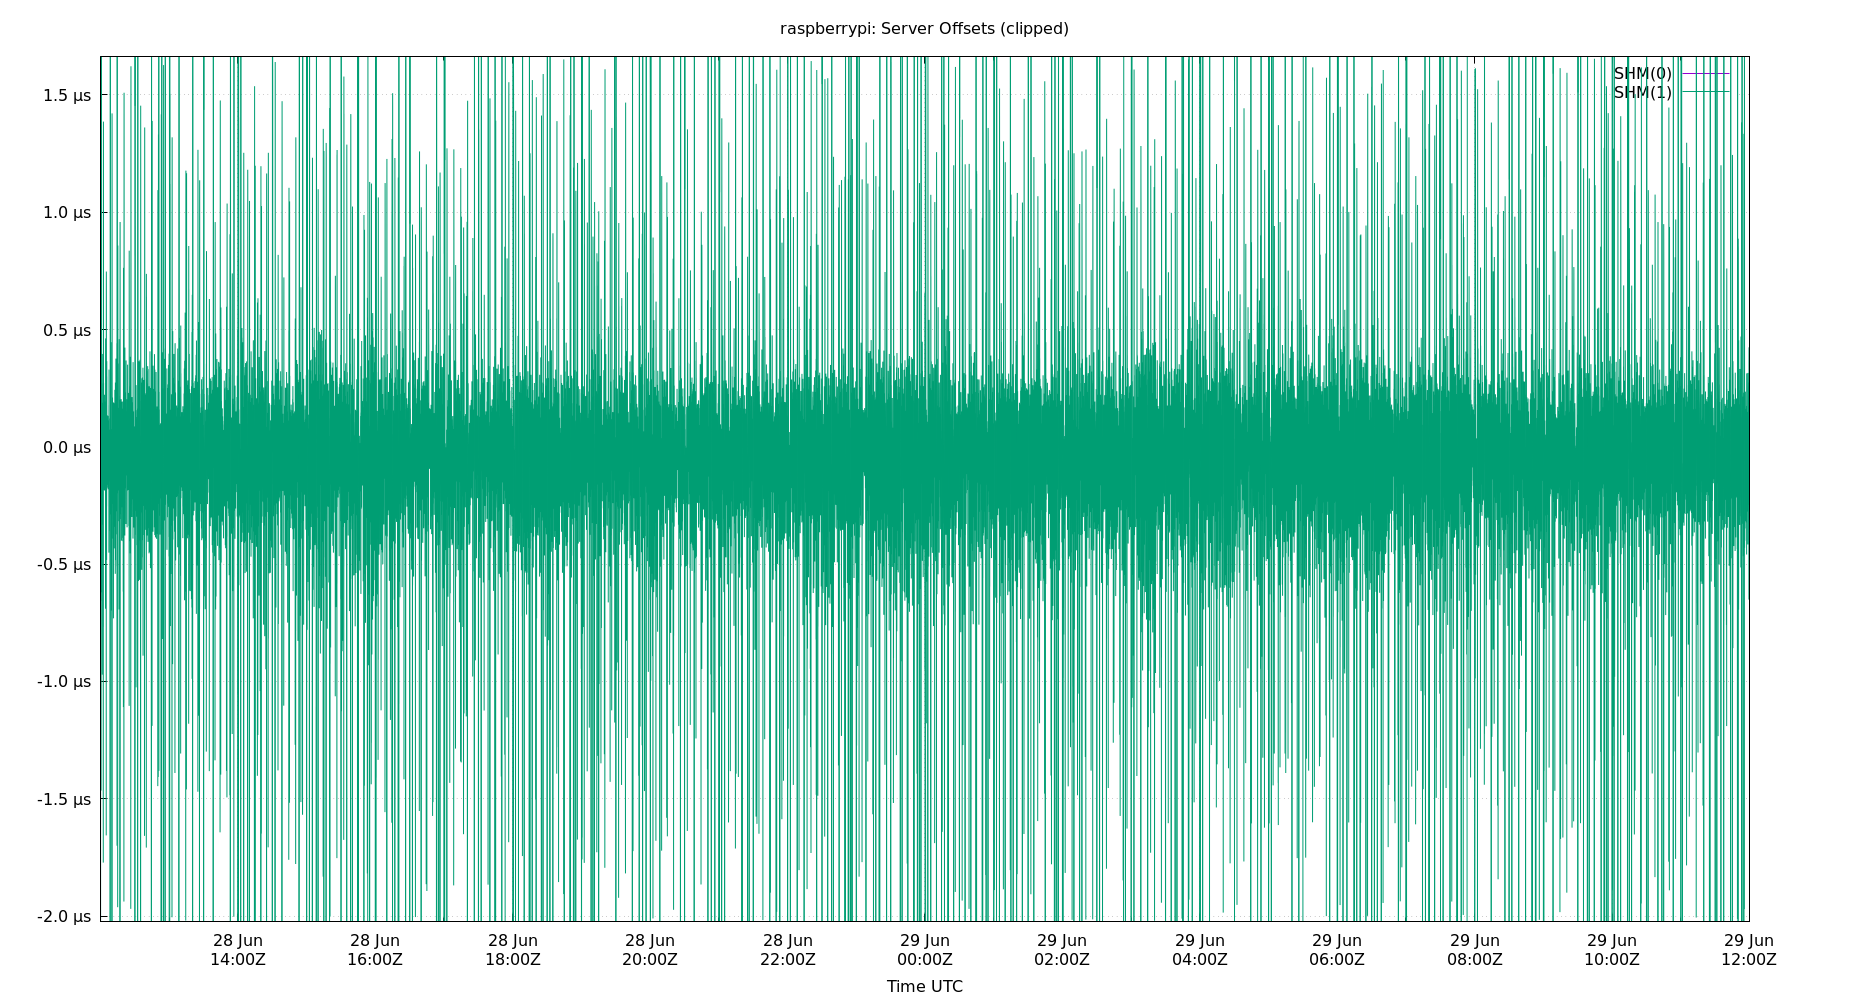 raspberrypi: Server Offsets (clipped)
SHM(0)
SHM(1)
1.5 µs
1.0 µs
0.5 µs
0.0 µs
-0.5 µs
-1.0 µs
-1.5 µs
-2.0 µs
28 Jun 28 Jun 28 Jun 28 Jun 28 Jun 29 Jun 29 Jun 29 Jun 29 Jun 29 Jun 29 Jun 29 Jun
14:00Z 16:00Z 18:00Z 20:00Z 22:00Z 00:00Z 02:00Z 04:00Z 06:00Z 08:00Z 10:00Z 12:00Z
Time UTC